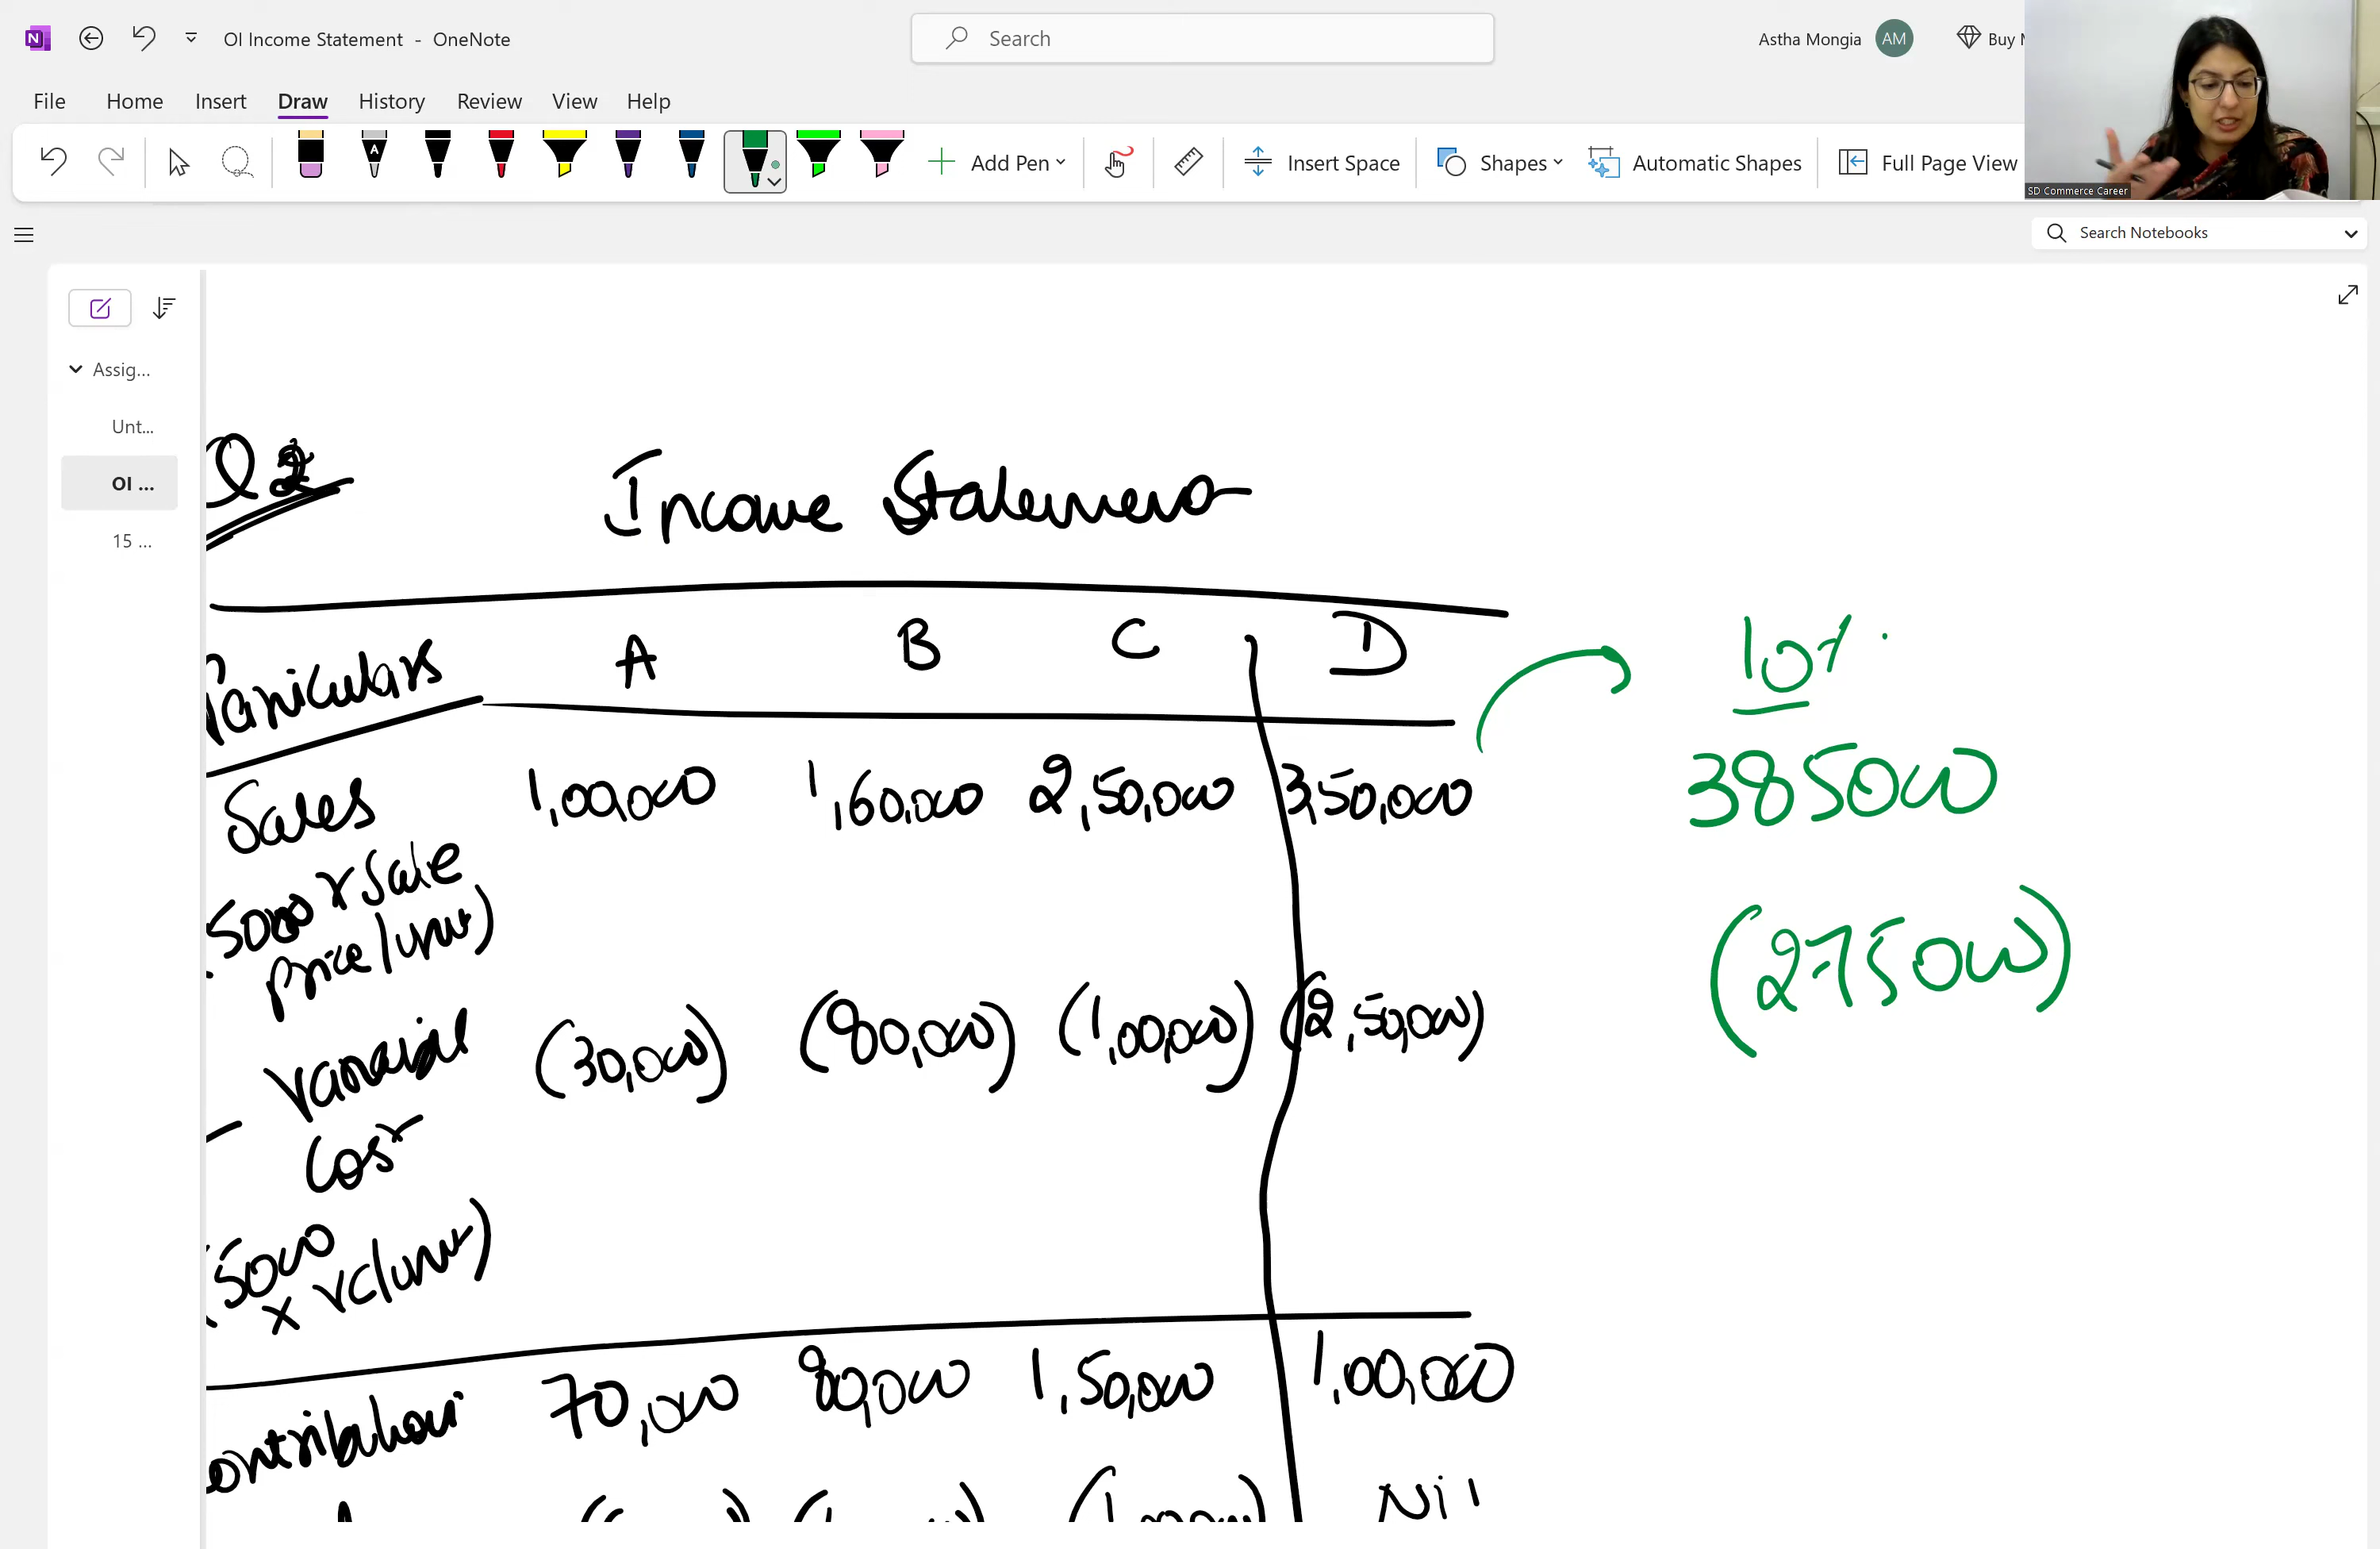 OI Income Statement - OneNote
Search
Astha Mongia AM
Buy
File Home Insert Draw History Review View Help
Add Pen Insert Space Shapes Automatic Shapes Full Page View
SD Commerce Career
Search Notebooks
Assig...
Unt...
OI ...
15 ...
Income Statement
Particulars A B C D
10%
Sales 1,00,000 1,60,000 2,50,000 3,50,000
385000
5000 x Sale
price/unit)
(275000)
- Variable (30,000) (80,000) (1,00,000) (2,50,000)
Cost
(5000
x VC/unit)
ontribution 70,000 80,000 1,50,000 1,00,000
Nil